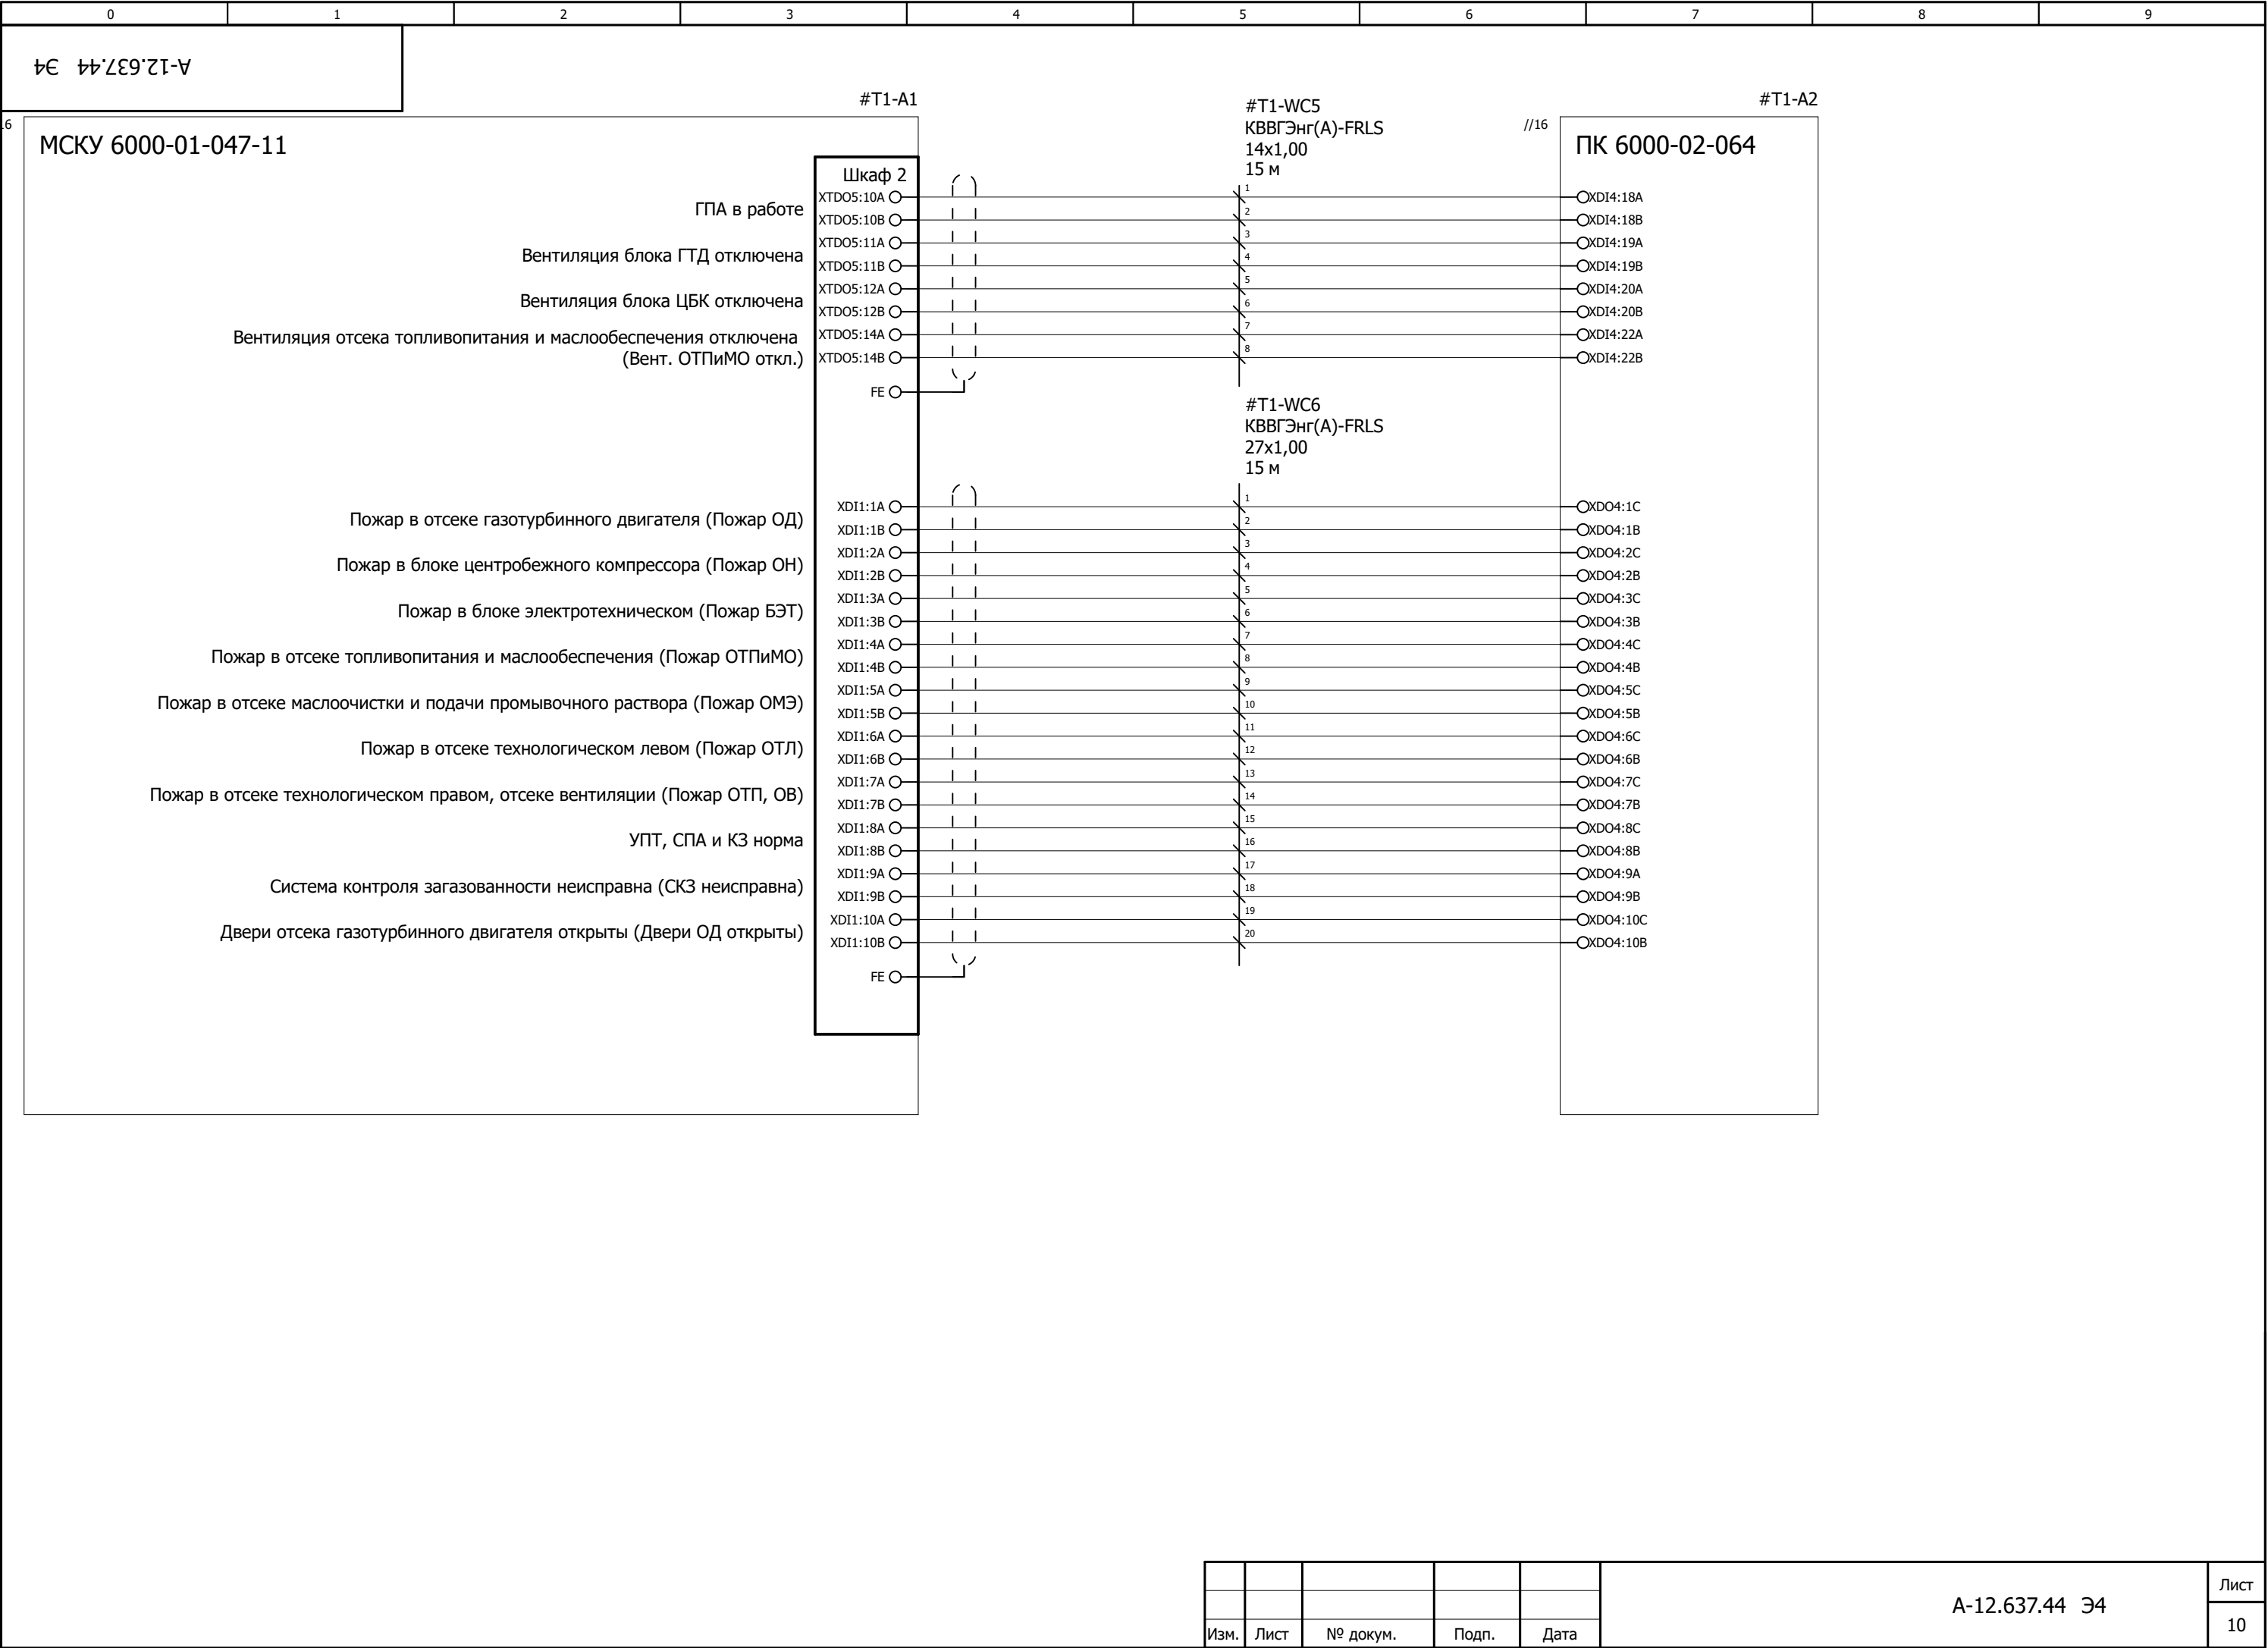 0 1 2 3 4 5 6 7 8 9
А-12.637.44 Э4
#T1-A1
#T1-A2
16
МСКУ 6000-01-047-11
#T1-WC5
КВВГЭнг(А)-FRLS
14x1,00
15 м
//16
ПК 6000-02-064
Шкаф 2
ГПА в работе
XTDO5:10A 1 XDI4:18A
XTDO5:10B 2 XDI4:18B
Вентиляция блока ГТД отключена
XTDO5:11A 3 XDI4:19A
XTDO5:11B 4 XDI4:19B
Вентиляция блока ЦБК отключена
XTDO5:12A 5 XDI4:20A
XTDO5:12B 6 XDI4:20B
Вентиляция отсека топливопитания и маслообеспечения отключена
(Вент. ОТПиМО откл.)
XTDO5:14A 7 XDI4:22A
XTDO5:14B 8 XDI4:22B
FE
#T1-WC6
КВВГЭнг(А)-FRLS
27x1,00
15 м
Пожар в отсеке газотурбинного двигателя (Пожар ОД)
XDI1:1A 1 XDO4:1C
XDI1:1B 2 XDO4:1B
Пожар в блоке центробежного компрессора (Пожар ОН)
XDI1:2A 3 XDO4:2C
XDI1:2B 4 XDO4:2B
Пожар в блоке электротехническом (Пожар БЭТ)
XDI1:3A 5 XDO4:3C
XDI1:3B 6 XDO4:3B
Пожар в отсеке топливопитания и маслообеспечения (Пожар ОТПиМО)
XDI1:4A 7 XDO4:4C
XDI1:4B 8 XDO4:4B
Пожар в отсеке маслоочистки и подачи промывочного раствора (Пожар ОМЭ)
XDI1:5A 9 XDO4:5C
XDI1:5B 10 XDO4:5B
Пожар в отсеке технологическом левом (Пожар ОТЛ)
XDI1:6A 11 XDO4:6C
XDI1:6B 12 XDO4:6B
Пожар в отсеке технологическом правом, отсеке вентиляции (Пожар ОТП, ОВ)
XDI1:7A 13 XDO4:7C
XDI1:7B 14 XDO4:7B
УПТ, СПА и КЗ норма
XDI1:8A 15 XDO4:8C
XDI1:8B 16 XDO4:8B
Система контроля загазованности неисправна (СКЗ неисправна)
XDI1:9A 17 XDO4:9A
XDI1:9B 18 XDO4:9B
Двери отсека газотурбинного двигателя открыты (Двери ОД открыты)
XDI1:10A 19 XDO4:10C
XDI1:10B 20 XDO4:10B
FE
Изм. Лист № докум. Подп. Дата
А-12.637.44 Э4
Лист
10